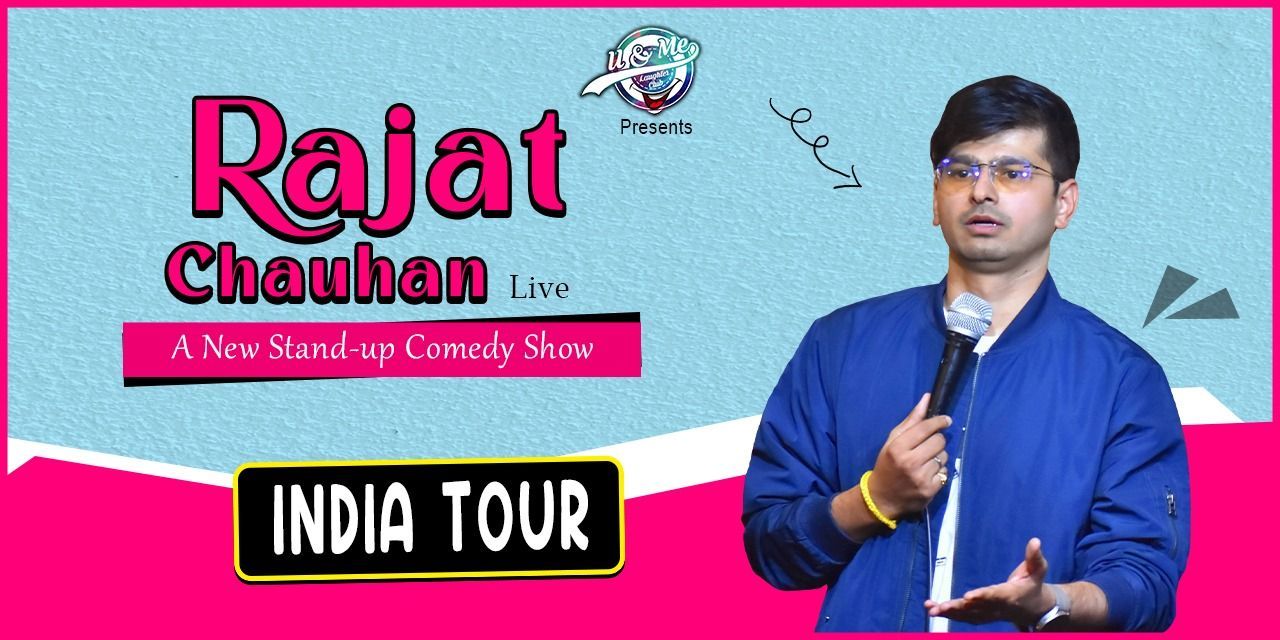 U & Me
Laughter
Club
Presents
Rajat
Chauhan Live
A New Stand-up Comedy Show
INDIA TOUR